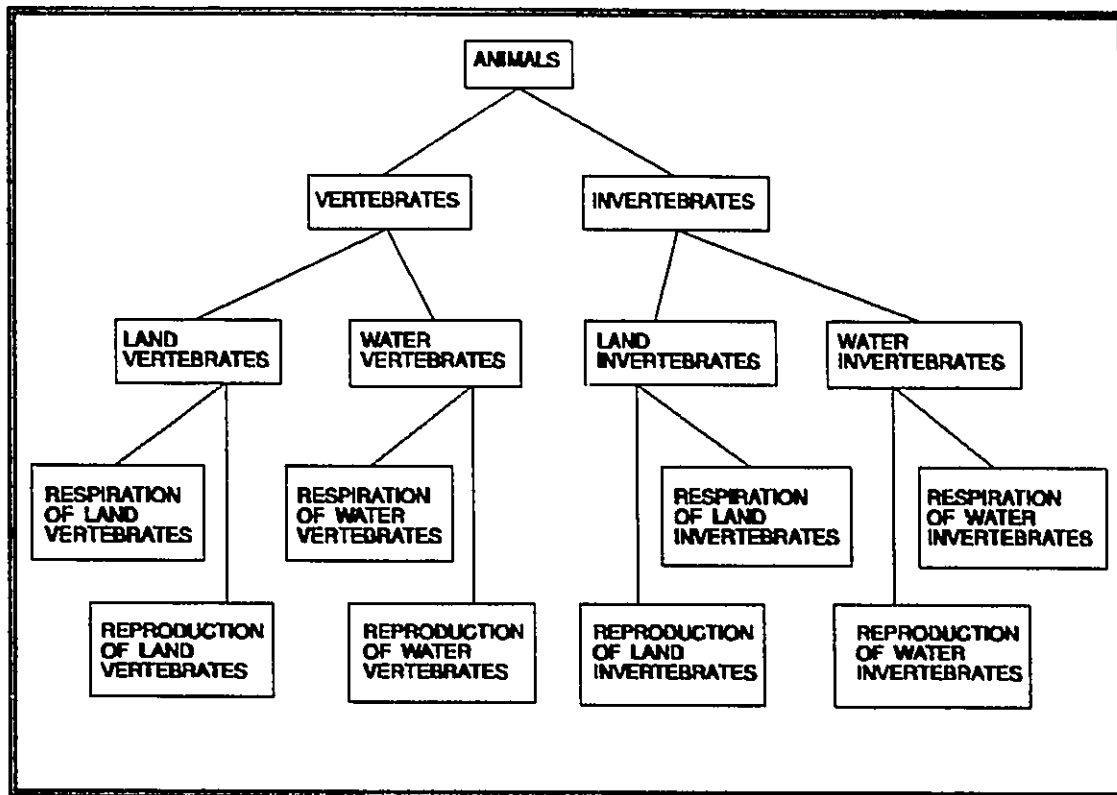 ANIMALS
VERTEBRATES
INVERTEBRATES
LAND
VERTEBRATES
WATER
VERTEBRATES
LAND
INVERTEBRATES
WATER
INVERTEBRATES
RESPIRATION
OF LAND
VERTEBRATES
RESPIRATION
OF WATER
VERTEBRATES
RESPIRATION
OF LAND
INVERTEBRATES
RESPIRATION
OF WATER
INVERTEBRATES
REPRODUCTION
OF LAND
VERTEBRATES
REPRODUCTION
OF WATER
VERTEBRATES
REPRODUCTION
OF LAND
INVERTEBRATES
REPRODUCTION
OF WATER
INVERTEBRATES